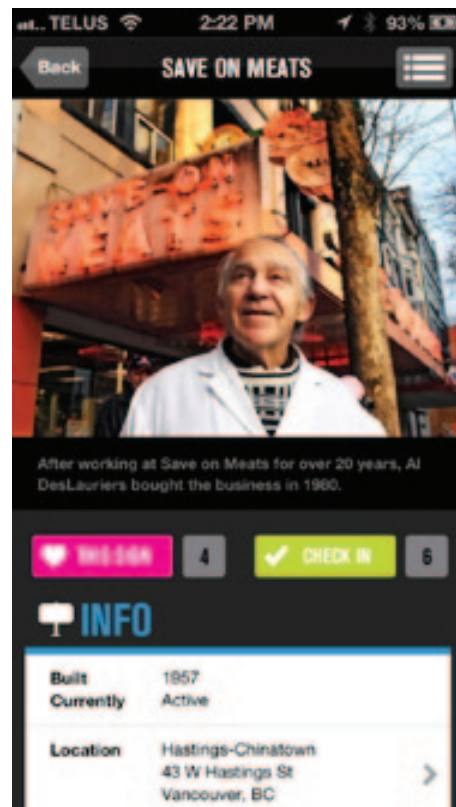 TELUS 2:22 PM 93%
Back SAVE ON MEATS
SAVE-ON
MEATS
After working at Save on Meats for over 20 years, Al
DesLauriers bought the business in 1980.
THIS SIGN 4 CHECK IN 6
INFO
Built 1957
Currently Active
Location Hastings-Chinatown
43 W Hastings St
Vancouver, BC